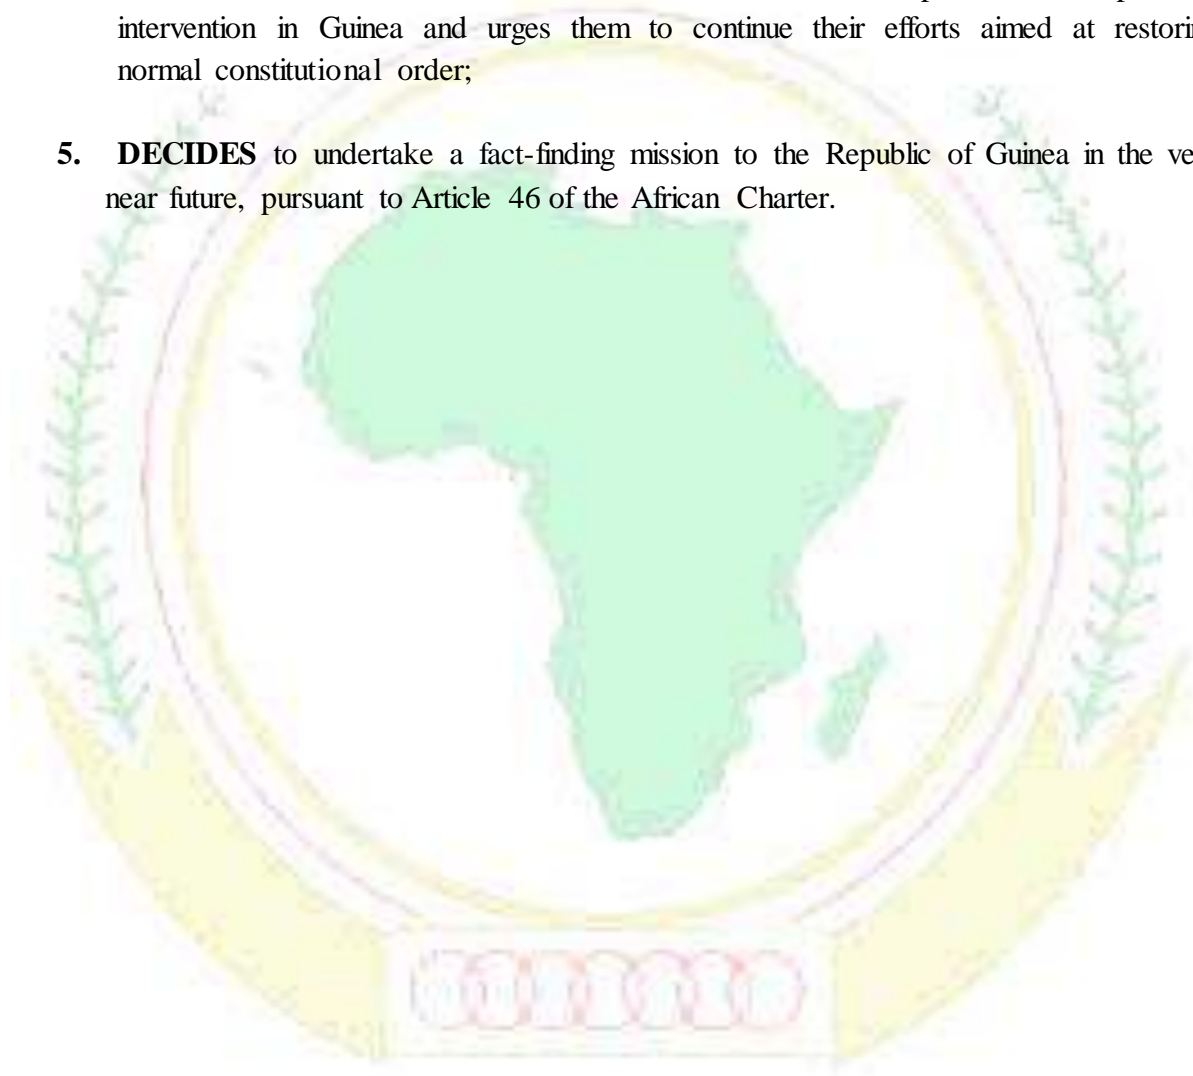 intervention in Guinea and urges them to continue their efforts aimed at restori
normal constitutional order;
5. DECIDES to undertake a fact-finding mission to the Republic of Guinea in the ve
near future, pursuant to Article 46 of the African Charter.